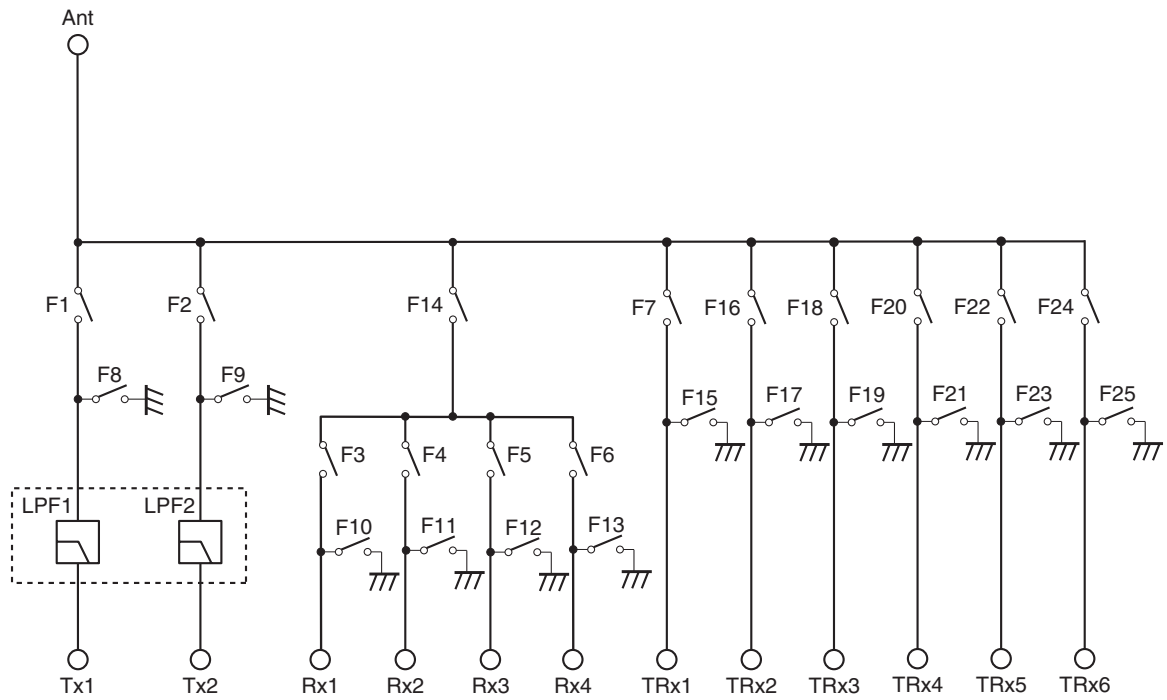 Ant
F1
F2
F14
F7
F16
F18
F20
F22
F24
F8
F9
F15
F17
F19
F21
F23
F25
F3
F4
F5
F6
LPF1
LPF2
F10
F11
F12
F13
Tx1
Tx2
Rx1
Rx2
Rx3
Rx4
TRx1
TRx2
TRx3
TRx4
TRx5
TRx6